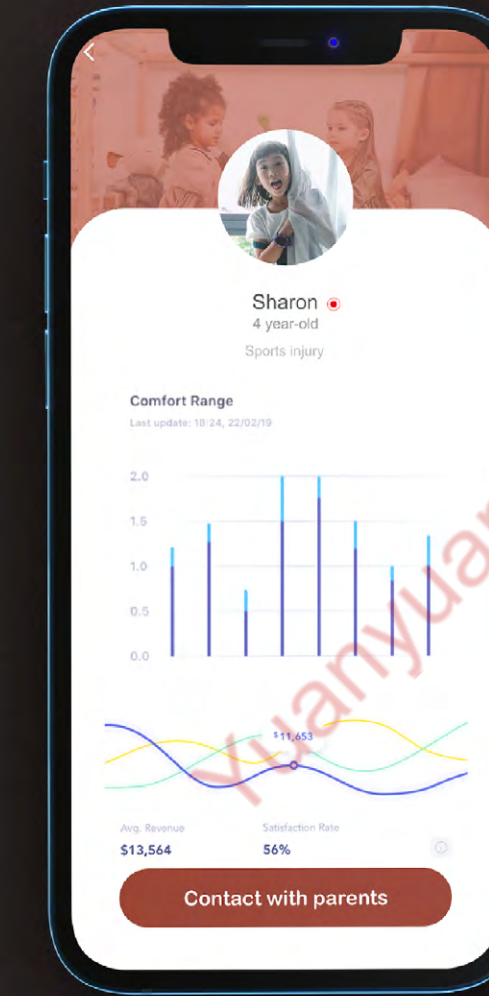 Sharon
4 year-old
Sports injury
Comfort Range
Last update: 18:24, 22/02/19
2.0
1.5
1.0
0.5
0.0
$11,653
Avg. Revenue
Satisfaction Rate
$13,564
56%
Contact with parents